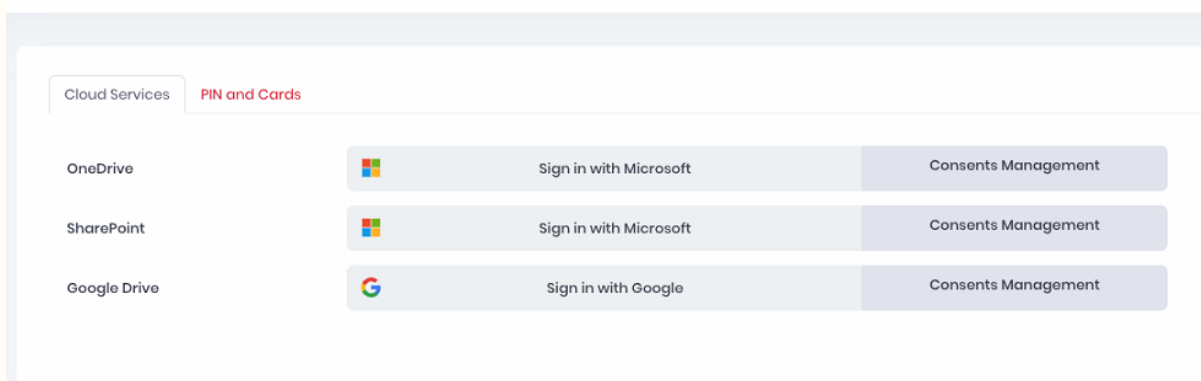 Cloud Services PIN and Cards
OneDrive Sign in with Microsoft Consents Management
SharePoint Sign in with Microsoft Consents Management
Google Drive Sign in with Google Consents Management